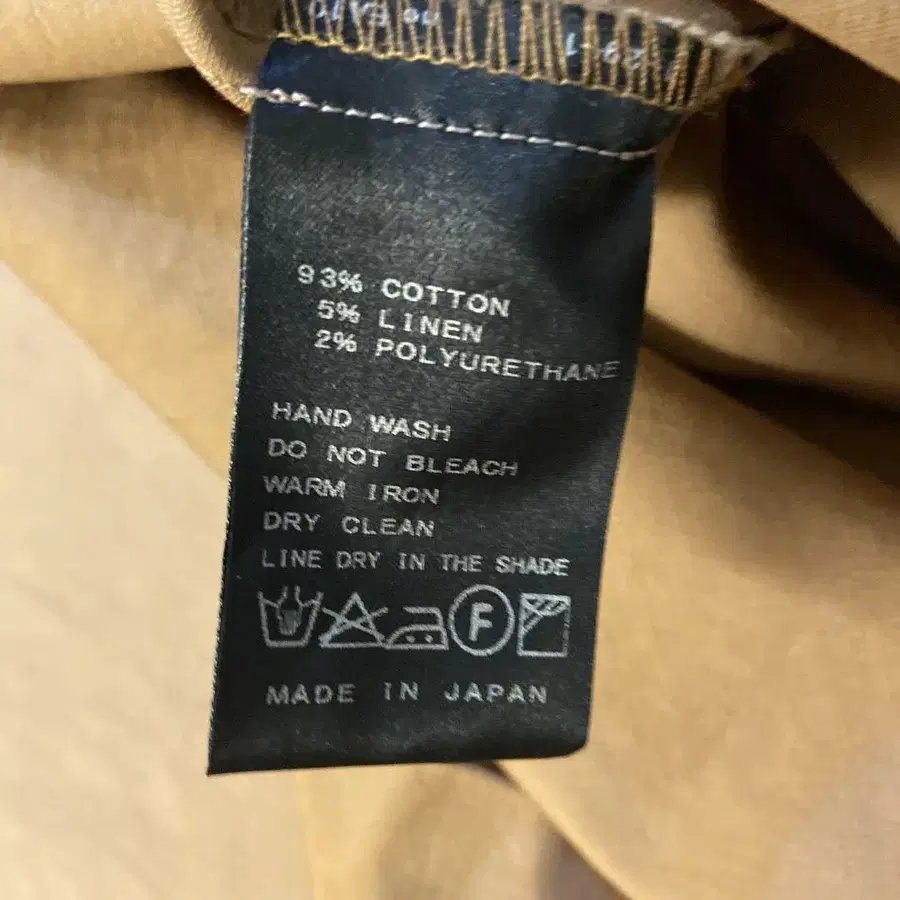 93% COTTON
5% LINEN
2% POLYURETHANE
HAND WASH
DO NOT BLEACH
WARM IRON
DRY CLEAN
LINE DRY IN THE SHADE
F
MADE IN JAPAN